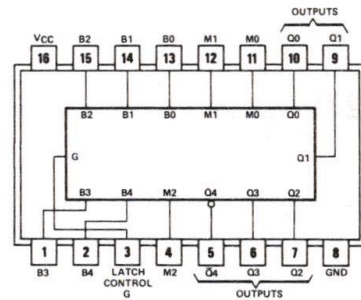 OUTPUTS
VCC B2 B1 B0 M1 M0 Q0 Q1
16 15 14 13 12 11 10 9
B2 B1 B0 M1 M0 Q0
G Q1
B3 B4 M2 Q4 Q3 Q2
1 2 3 4 5 6 7 8
B3 B4 LATCH CONTROL G M2 Q̅4 Q3 Q2 GND
OUTPUTS